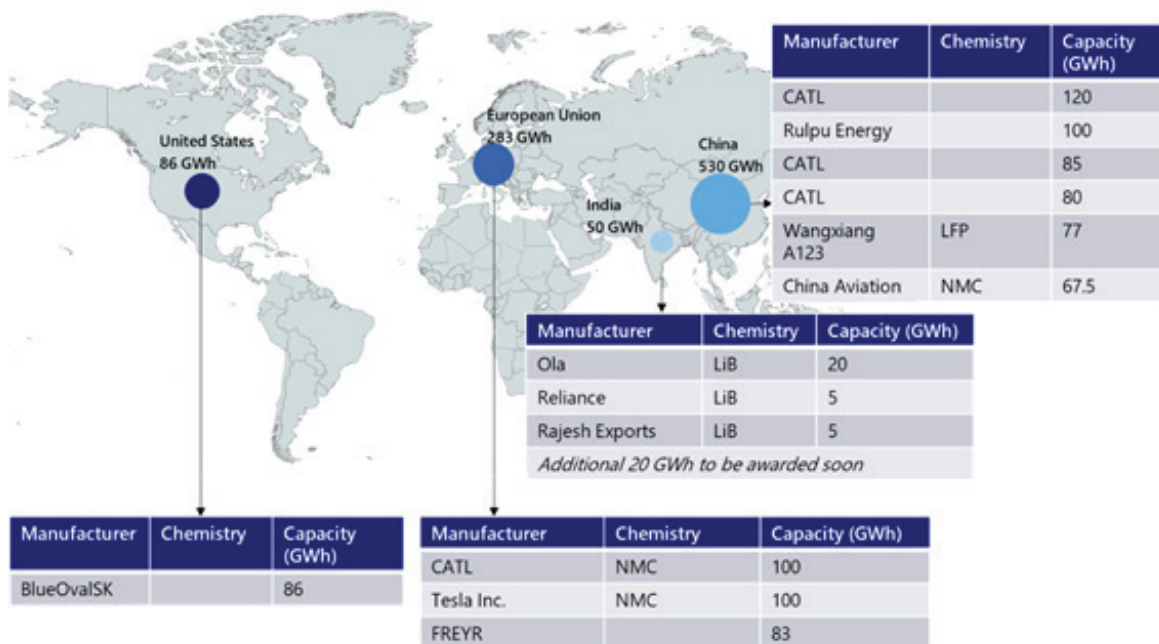 United States
86 GWh
European Union
283 GWh
China
530 GWh
India
50 GWh
Manufacturer Chemistry Capacity
(GWh)
CATL 120
Rulpu Energy 100
CATL 85
CATL 80
Wangxiang LFP 77
A123
China Aviation NMC 67.5
Manufacturer Chemistry Capacity (GWh)
Ola LiB 20
Reliance LiB 5
Rajesh Exports LiB 5
Additional 20 GWh to be awarded soon
Manufacturer Chemistry Capacity
(GWh)
BlueOvalSK 86
Manufacturer Chemistry Capacity (GWh)
CATL NMC 100
Tesla Inc. NMC 100
FREYR 83